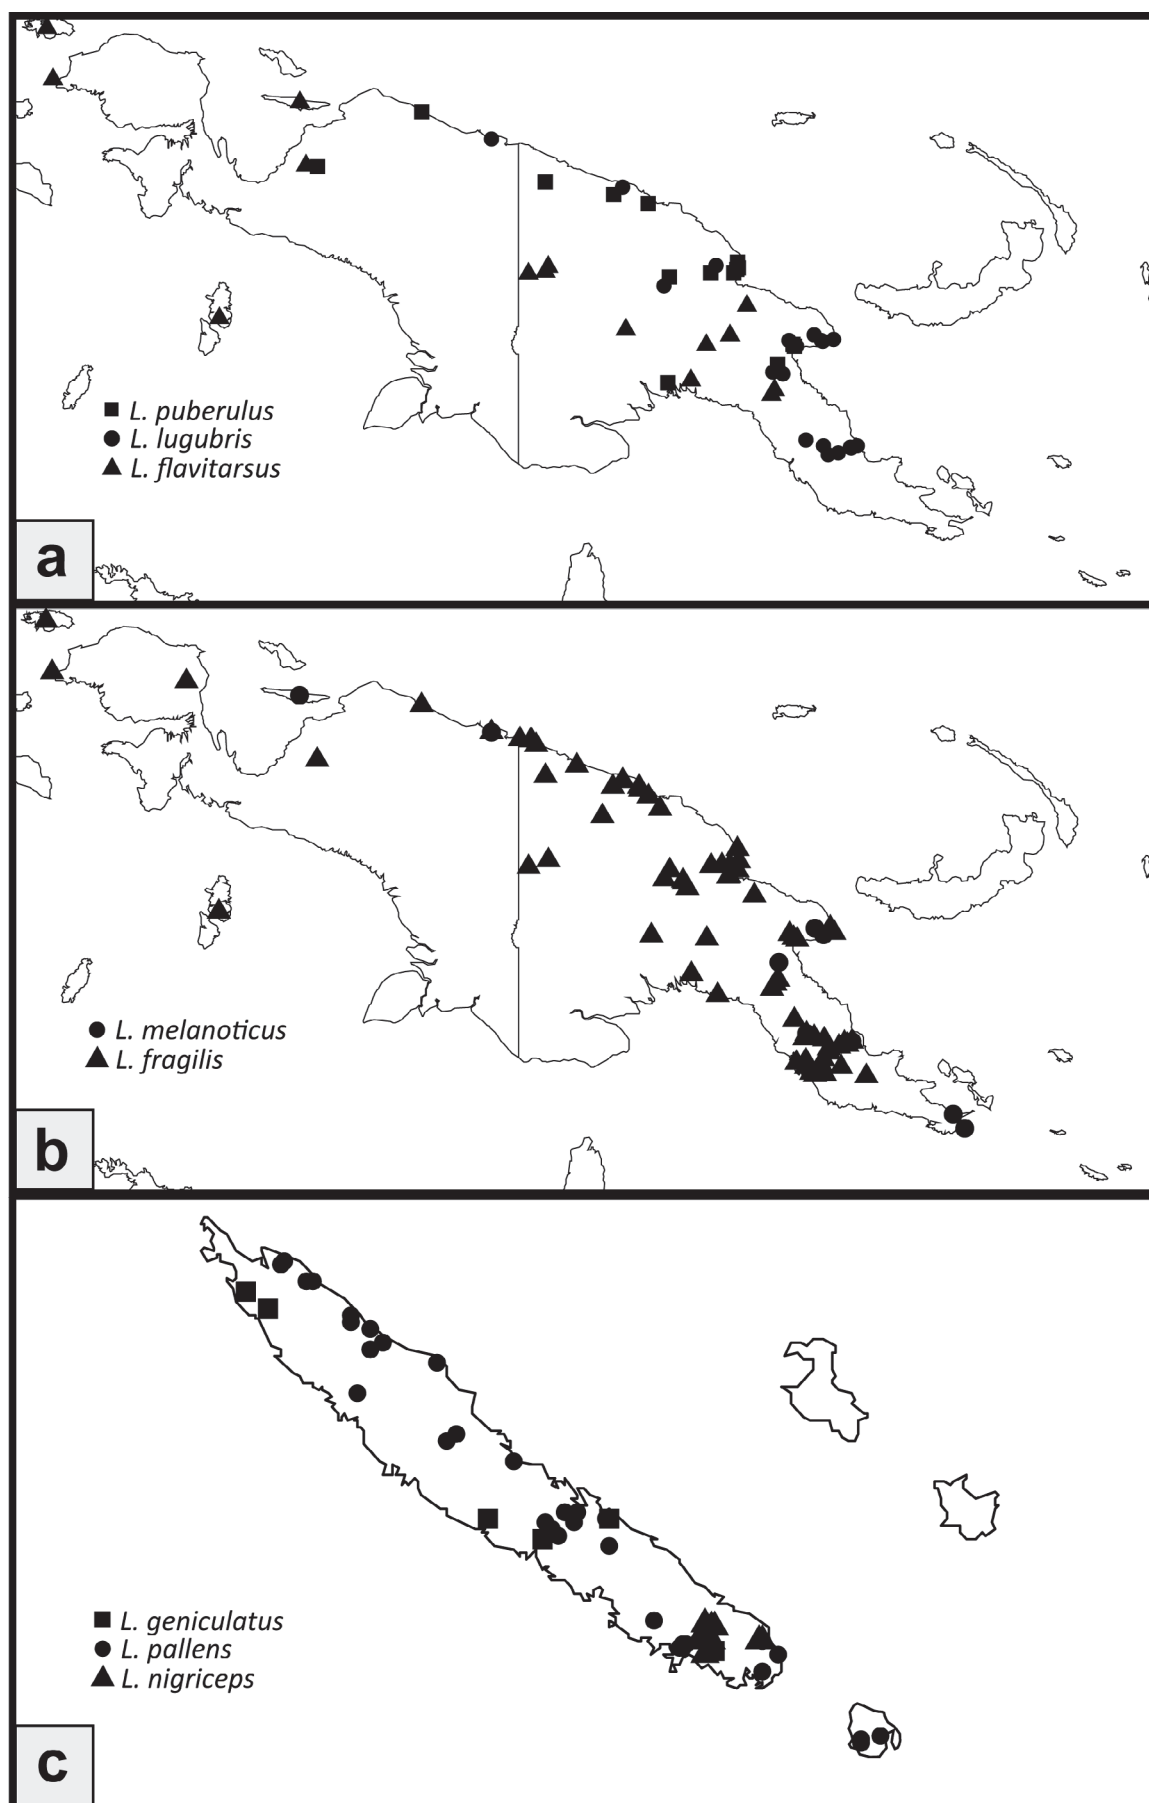 L. puberulus
L. lugubris
L. flavitarsus
a
L. melanoticus
L. fragilis
b
L. geniculatus
L. pallens
L. nigriceps
c